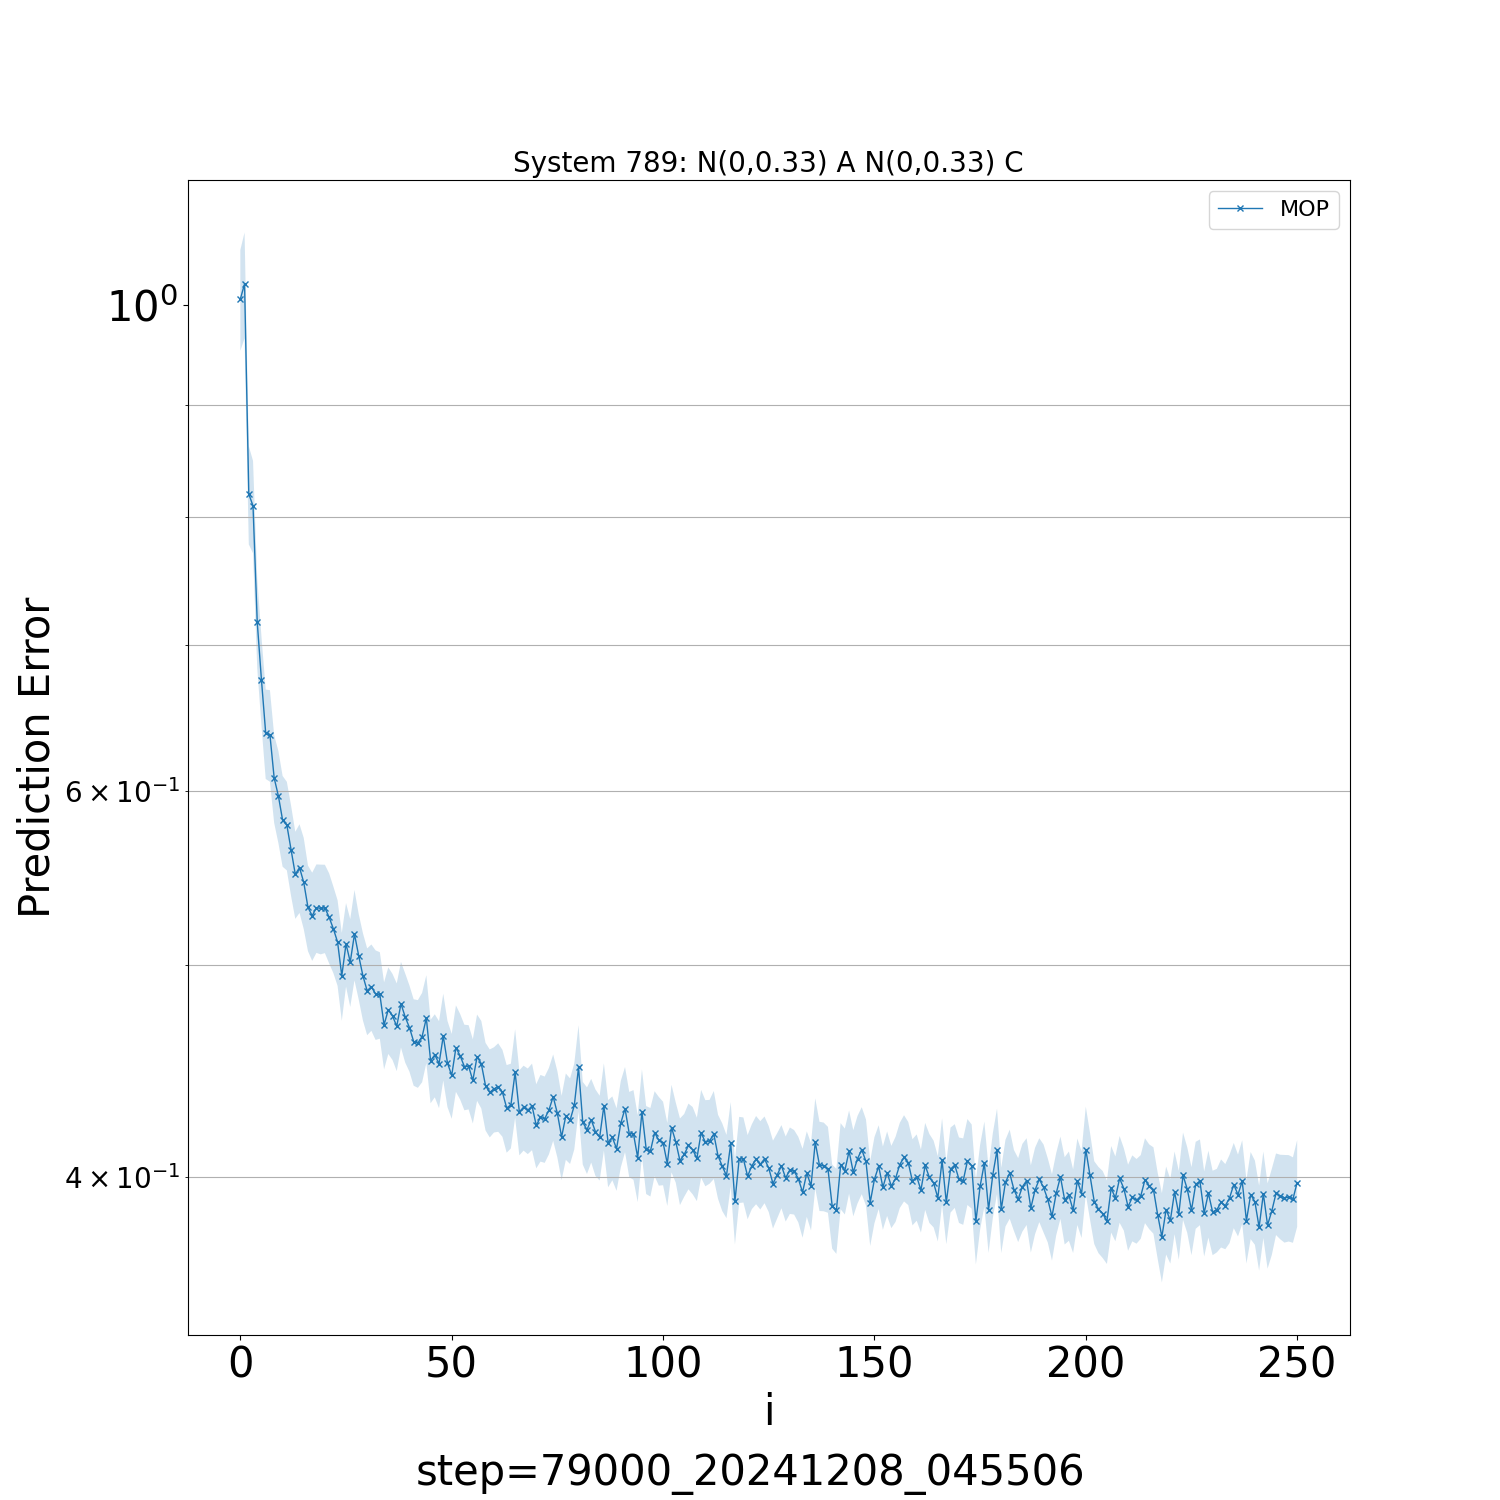 System 789: N(0,0.33) A N(0,0.33) C
MOP
10⁰
6 × 10⁻¹
4 × 10⁻¹
Prediction Error
0 50 100 150 200 250
i
step=79000_20241208_045506